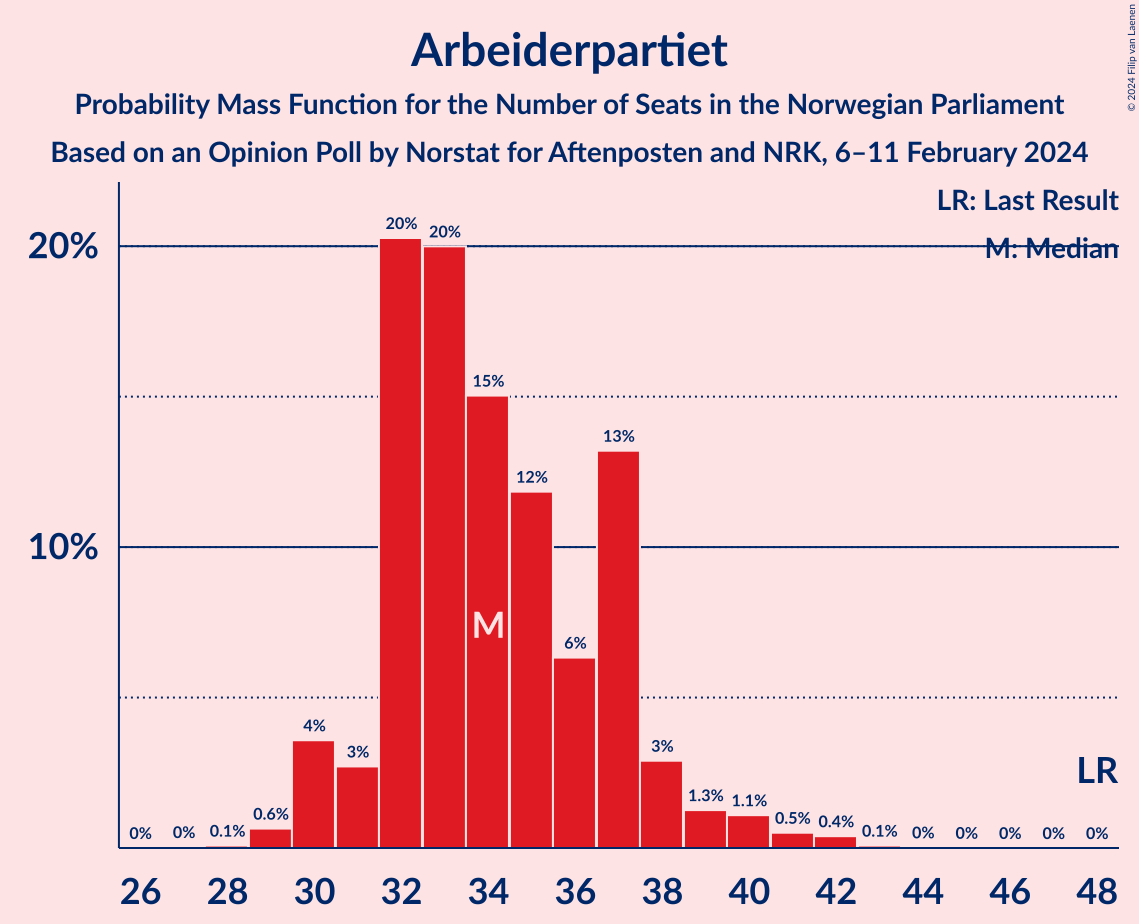 Arbeiderpartiet
Probability Mass Function for the Number of Seats in the Norwegian Parliament
Based on an Opinion Poll by Norstat for Aftenposten and NRK, 6–11 February 2024
© 2024 Filip van Laenen
LR: Last Result
M: Median
20%
10%
0% 0% 0.1% 0.6% 4% 3% 20% 20% 15% 12% 6% 13% 3% 1.3% 1.1% 0.5% 0.4% 0.1% 0% 0% 0% 0% 0%
M
LR
26 28 30 32 34 36 38 40 42 44 46 48